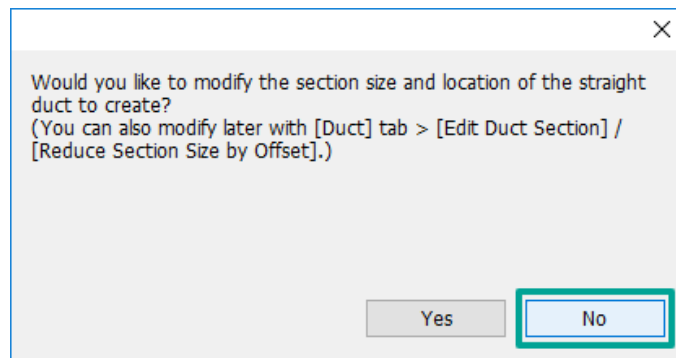 Would you like to modify the section size and location of the straight
duct to create?
(You can also modify later with [Duct] tab > [Edit Duct Section] /
[Reduce Section Size by Offset].)
Yes
No